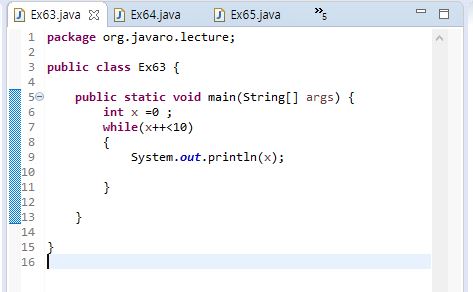 Ex63.java Ex64.java Ex65.java »5
1 package org.javaro.lecture;
2
3 public class Ex63 {
4
5 public static void main(String[] args) {
6 int x =0 ;
7 while(x++<10)
8 {
9 System.out.println(x);
10
11 }
12
13 }
14
15 }
16